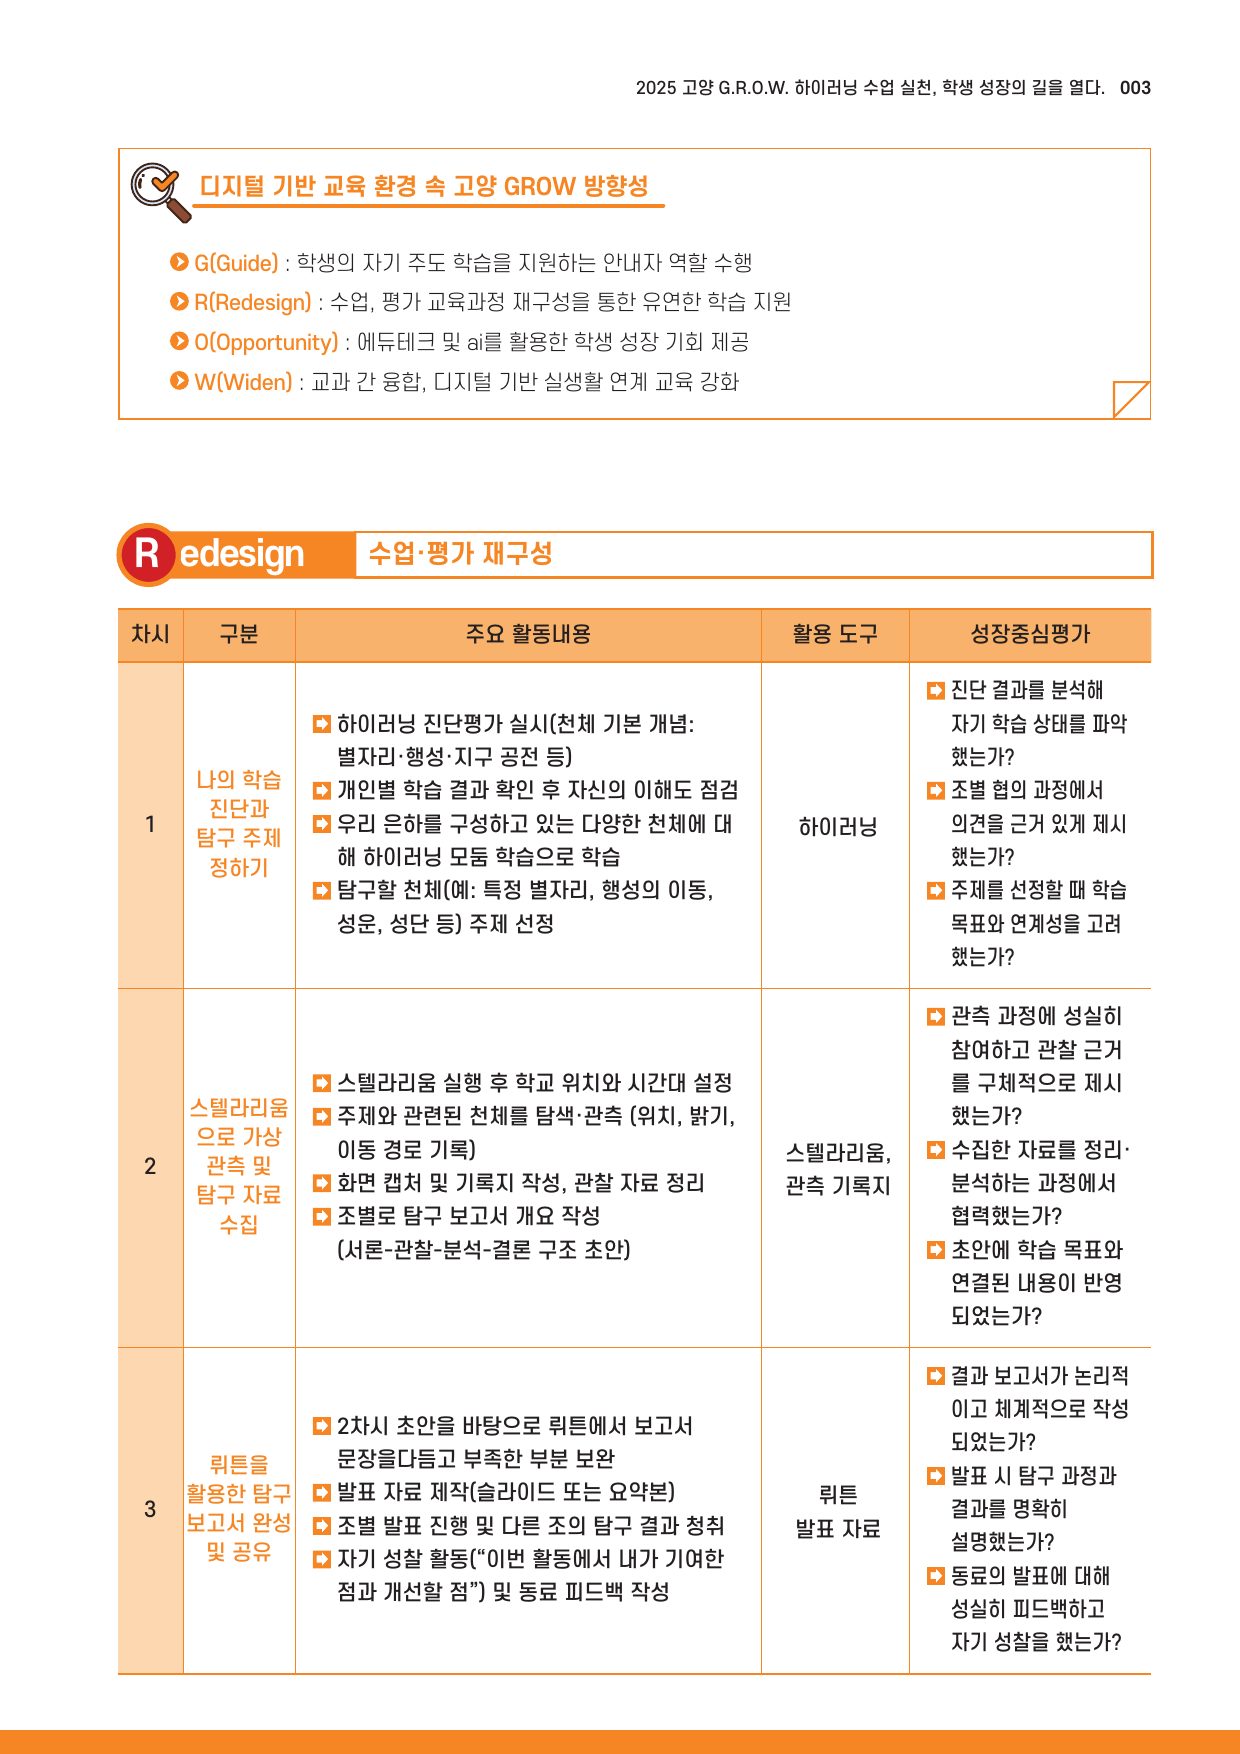 2025 고양 G.R.O.W. 하이러닝 수업 실천, 학생 성장의 길을 열다. 003
디지털 기반 교육 환경 속 고양 GROW 방향성
G(Guide) : 학생의 자기 주도 학습을 지원하는 안내자 역할 수행
R(Redesign) : 수업, 평가 교육과정 재구성을 통한 유연한 학습 지원
O(Opportunity) : 에듀테크 및 ai를 활용한 학생 성장 기회 제공
W(Widen) : 교과 간 융합, 디지털 기반 실생활 연계 교육 강화
Redesign 수업·평가 재구성
차시 구분 주요 활동내용 활용 도구 성장중심평가
1
나의 학습
진단과
탐구 주제
정하기
하이러닝 진단평가 실시(천체 기본 개념:
별자리·행성·지구 공전 등)
개인별 학습 결과 확인 후 자신의 이해도 점검
우리 은하를 구성하고 있는 다양한 천체에 대
해 하이러닝 모둠 학습으로 학습
탐구할 천체(예: 특정 별자리, 행성의 이동,
성운, 성단 등) 주제 선정
하이러닝
진단 결과를 분석해
자기 학습 상태를 파악
했는가?
조별 협의 과정에서
의견을 근거 있게 제시
했는가?
주제를 선정할 때 학습
목표와 연계성을 고려
했는가?
2
스텔라리움
으로 가상
관측 및
탐구 자료
수집
스텔라리움 실행 후 학교 위치와 시간대 설정
주제와 관련된 천체를 탐색·관측 (위치, 밝기,
이동 경로 기록)
화면 캡처 및 기록지 작성, 관찰 자료 정리
조별로 탐구 보고서 개요 작성
(서론-관찰-분석-결론 구조 초안)
스텔라리움,
관측 기록지
관측 과정에 성실히
참여하고 관찰 근거
를 구체적으로 제시
했는가?
수집한 자료를 정리·
분석하는 과정에서
협력했는가?
초안에 학습 목표와
연결된 내용이 반영
되었는가?
3
뤼튼을
활용한 탐구
보고서 완성
및 공유
2차시 초안을 바탕으로 뤼튼에서 보고서
문장을다듬고 부족한 부분 보완
발표 자료 제작(슬라이드 또는 요약본)
조별 발표 진행 및 다른 조의 탐구 결과 청취
자기 성찰 활동(“이번 활동에서 내가 기여한
점과 개선할 점”) 및 동료 피드백 작성
뤼튼
발표 자료
결과 보고서가 논리적
이고 체계적으로 작성
되었는가?
발표 시 탐구 과정과
결과를 명확히
설명했는가?
동료의 발표에 대해
성실히 피드백하고
자기 성찰을 했는가?